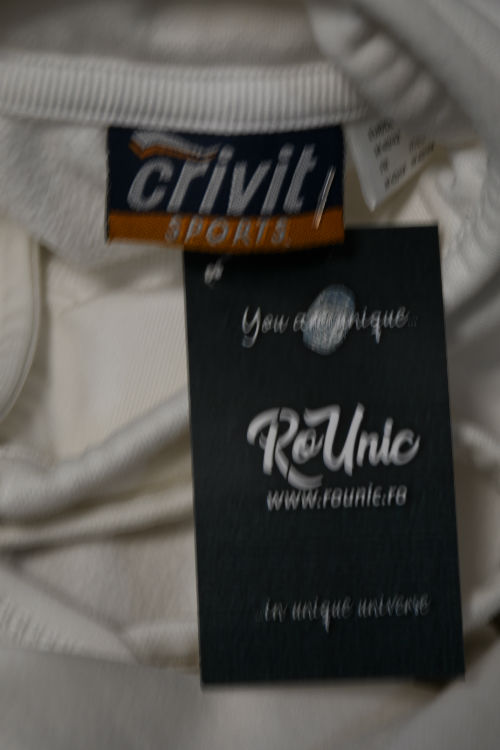 crivit
SPORTS
You are unique...
RoUnic
www.rounic.ro
...in unique universe